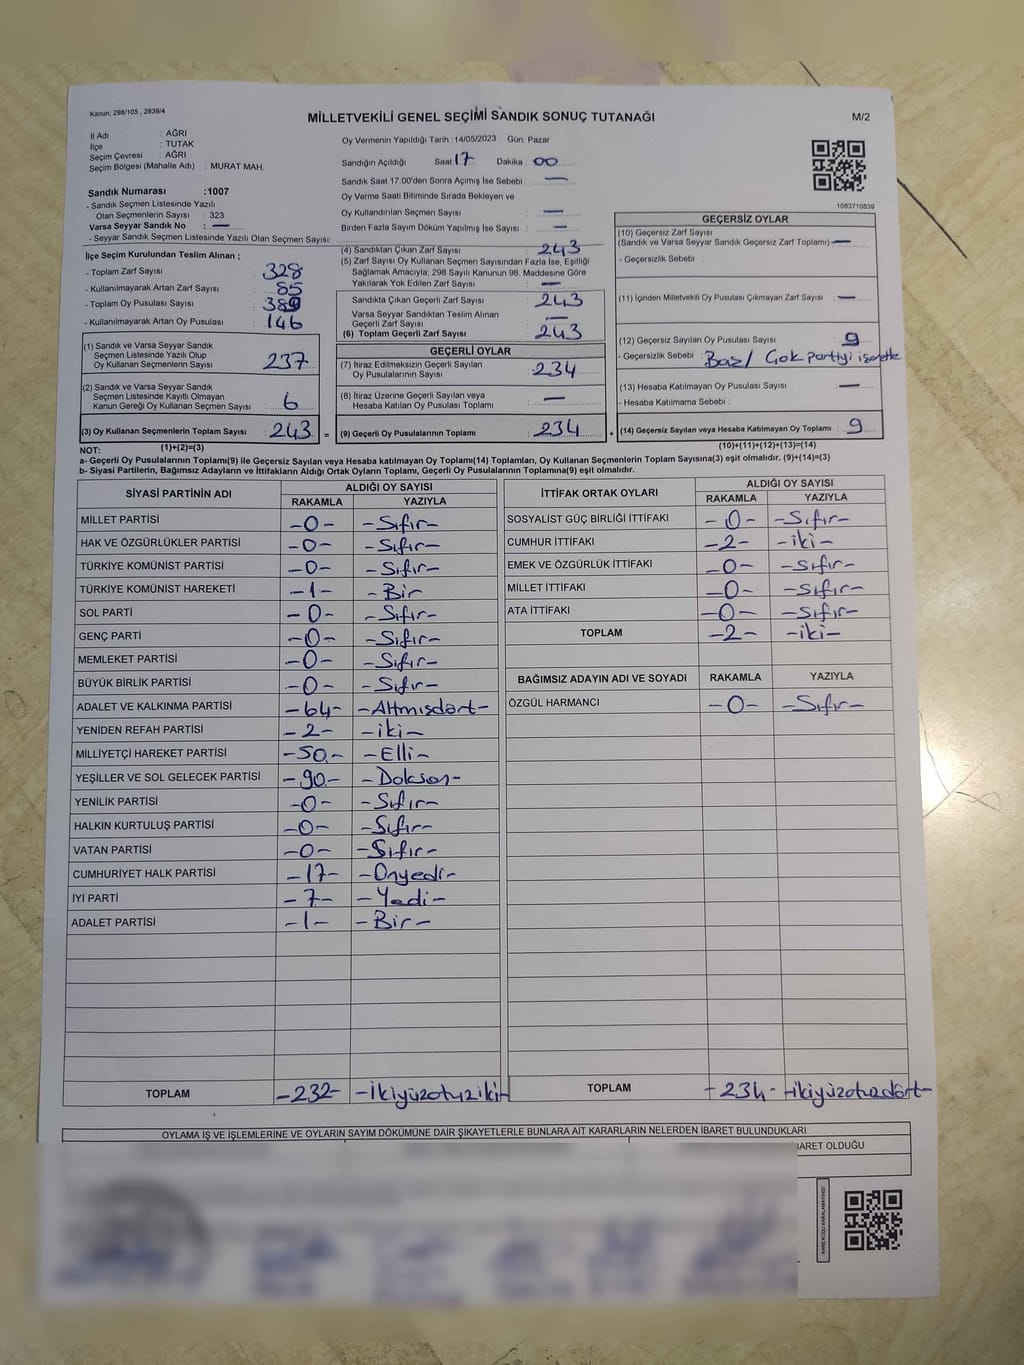 Kanun; 298/105 , 2839/4
MİLLETVEKİLİ GENEL SEÇİMİ SANDIK SONUÇ TUTANAĞI
M/2
İl Adı : AĞRI
İlçe : TUTAK
Seçim Çevresi : AĞRI
Seçim Bölgesi (Mahalle Adı) : MURAT MAH.
Sandık Numarası :1007
- Sandık Seçmen Listesinde Yazılı
Olan Seçmenlerin Sayısı : 323
Varsa Seyyar Sandık No : —
- Seyyar Sandık Seçmen Listesinde Yazılı Olan Seçmen Sayısı:
Oy Vermenin Yapıldığı Tarih : 14/05/2023 Gün: Pazar
Sandığın Açıldığı Saat 17 Dakika : 00
Sandık Saat 17:00'den Sonra Açımış İse Sebebi : —
Oy Verme Saati Bitiminde Sırada Bekleyen ve
Oy Kullandırılan Seçmen Sayısı —
Birden Fazla Sayım Döküm Yapılmış İse Sayısı : —
1083710839
İlçe Seçim Kurulundan Teslim Alınan ;
- Toplam Zarf Sayısı : 328
- Kullanılmayarak Artan Zarf Sayısı : 85
- Toplam Oy Pusulası Sayısı :
- Kullanılmayarak Artan Oy Pusulası : 146
(1) Sandık ve Varsa Seyyar Sandık
Seçmen Listesinde Yazılı Olup
Oy Kullanan Seçmenlerin Sayısı : 237
(2) Sandık ve Varsa Seyyar Sandık
Seçmen Listesinde Kayıtlı Olmayan
Kanun Gereği Oy Kullanan Seçmen Sayısı : 6
(3) Oy Kullanan Seçmenlerin Toplam Sayısı : 243 =
(4) Sandıktan Çıkan Zarf Sayısı : 243
(5) Zarf Sayısı Oy Kullanan Seçmen Sayısından Fazla İse, Eşitliği
Sağlamak Amacıyla; 298 Sayılı Kanunun 98. Maddesine Göre
Yakılarak Yok Edilen Zarf Sayısı : —
Sandıkta Çıkan Geçerli Zarf Sayısı : 243
Varsa Seyyar Sandıktan Teslim Alınan
Geçerli Zarf Sayısı : —
(6) Toplam Geçerli Zarf Sayısı : 243
GEÇERLİ OYLAR
(7) İtiraz Edilmeksizin Geçerli Sayılan
Oy Pusulalarının Sayısı : 234
(8) İtiraz Üzerine Geçerli Sayılan veya
Hesaba Katılan Oy Pusulası Toplamı : —
(9) Geçerli Oy Pusulalarının Toplamı : 234 +
GEÇERSİZ OYLAR
(10) Geçersiz Zarf Sayısı
(Sandık ve Varsa Seyyar Sandık Geçersiz Zarf Toplamı) —
- Geçersizlik Sebebi :
(11) İçinden Milletvekili Oy Pusulası Çıkmayan Zarf Sayısı : —
(12) Geçersiz Sayılan Oy Pusulası Sayısı : 9
- Geçersizlik Sebebi : Çok partiyi
(13) Hesaba Katılmayan Oy Pusulası Sayısı : —
- Hesaba Katılmama Sebebi :
(14) Geçersiz Sayılan veya Hesaba Katılmayan Oy Toplamı : 9
NOT: (1)+(2)=(3) (10)+(11)+(12)+(13)=(14)
a- Geçerli Oy Pusulalarının Toplamı(9) ile Geçersiz Sayılan veya Hesaba katılmayan Oy Toplamı(14) Toplamları, Oy Kullanan Seçmenlerin Toplam Sayısına(3) eşit olmalıdır. (9)+(14)=(3)
b- Siyasi Partilerin, Bağımsız Adayların ve İttifakların Aldığı Ortak Oyların Toplamı, Geçerli Oy Pusulalarının Toplamına(9) eşit olmalıdır.
SİYASİ PARTİNİN ADI ALDIĞI OY SAYISI
RAKAMLA YAZIYLA
MİLLET PARTİSİ -0- -Sıfır-
HAK VE ÖZGÜRLÜKLER PARTİSİ -0- -Sıfır-
TÜRKİYE KOMÜNİST PARTİSİ -0- -Sıfır-
TÜRKİYE KOMÜNİST HAREKETİ -1- -Bir
SOL PARTİ -0- -Sıfır-
GENÇ PARTİ -0- -Sıfır-
MEMLEKET PARTİSİ -0- -Sıfır-
BÜYÜK BİRLİK PARTİSİ -0- -Sıfır-
ADALET VE KALKINMA PARTİSİ -64- -Altmısdört-
YENİDEN REFAH PARTİSİ -2- -iki-
MİLLİYETÇİ HAREKET PARTİSİ -50- -Elli-
YEŞİLLER VE SOL GELECEK PARTİSİ -90- -Doksan-
YENİLİK PARTİSİ -0- -Sıfır-
HALKIN KURTULUŞ PARTİSİ -0- -Sıfır-
VATAN PARTİSİ -0- -Sıfır-
CUMHURİYET HALK PARTİSİ -17- -Onyedi-
İYİ PARTİ -7- -Yedi-
ADALET PARTİSİ -1- -Bir-
TOPLAM -232- -İkiyüzotuziki-
İTTİFAK ORTAK OYLARI ALDIĞI OY SAYISI
RAKAMLA YAZIYLA
SOSYALİST GÜÇ BİRLİĞİ İTTİFAKI -0- -Sıfır-
CUMHUR İTTİFAKI -2- -iki-
EMEK VE ÖZGÜRLÜK İTTİFAKI -0- -Sıfır-
MİLLET İTTİFAKI -0- -Sıfır-
ATA İTTİFAKI -0- -Sıfır-
TOPLAM -2- -iki-
BAĞIMSIZ ADAYIN ADI VE SOYADI RAKAMLA YAZIYLA
ÖZGÜL HARMANCI -0- -Sıfır-
TOPLAM -234- -ikiyüzotuzdört-
OYLAMA İŞ VE İŞLEMLERİNE VE OYLARIN SAYIM DÖKÜMÜNE DAİR ŞİKAYETLERLE BUNLARA AİT KARARLARIN NELERDEN İBARET BULUNDUKLARI
İBARET OLDUĞU
KARE KODU KARALAMAYINIZ!